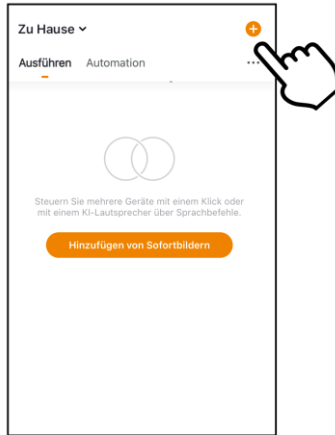 Zu Hause
Ausführen Automation
Steuern Sie mehrere Geräte mit einem Klick oder
mit einem KI-Lautsprecher über Sprachbefehle.
Hinzufügen von Sofortbildern